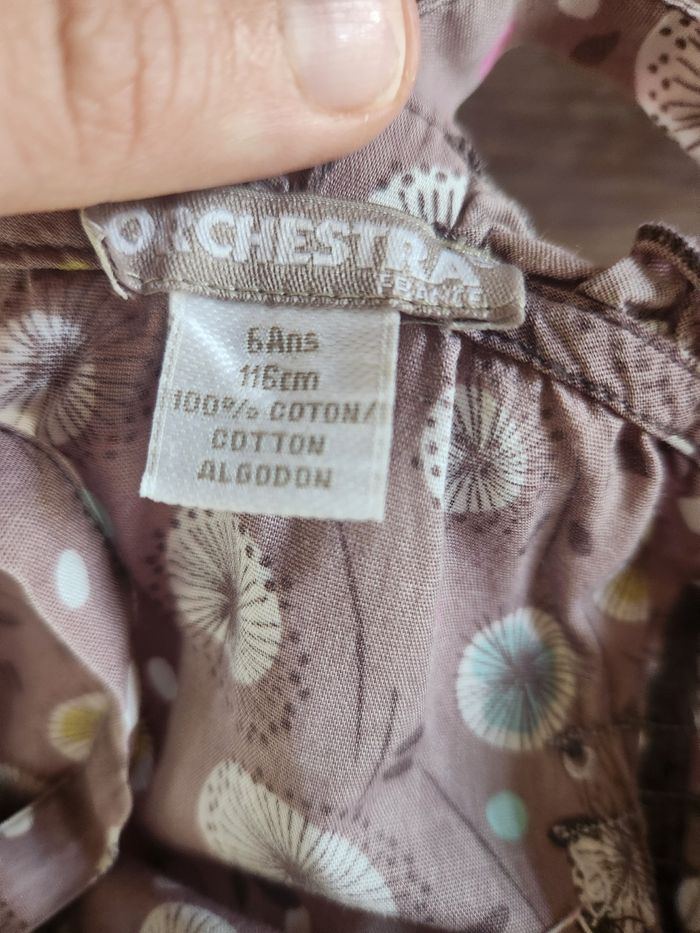 ORCHESTRA
FRANCE
6Ans
116cm
100% COTON/
COTTON
ALGODON